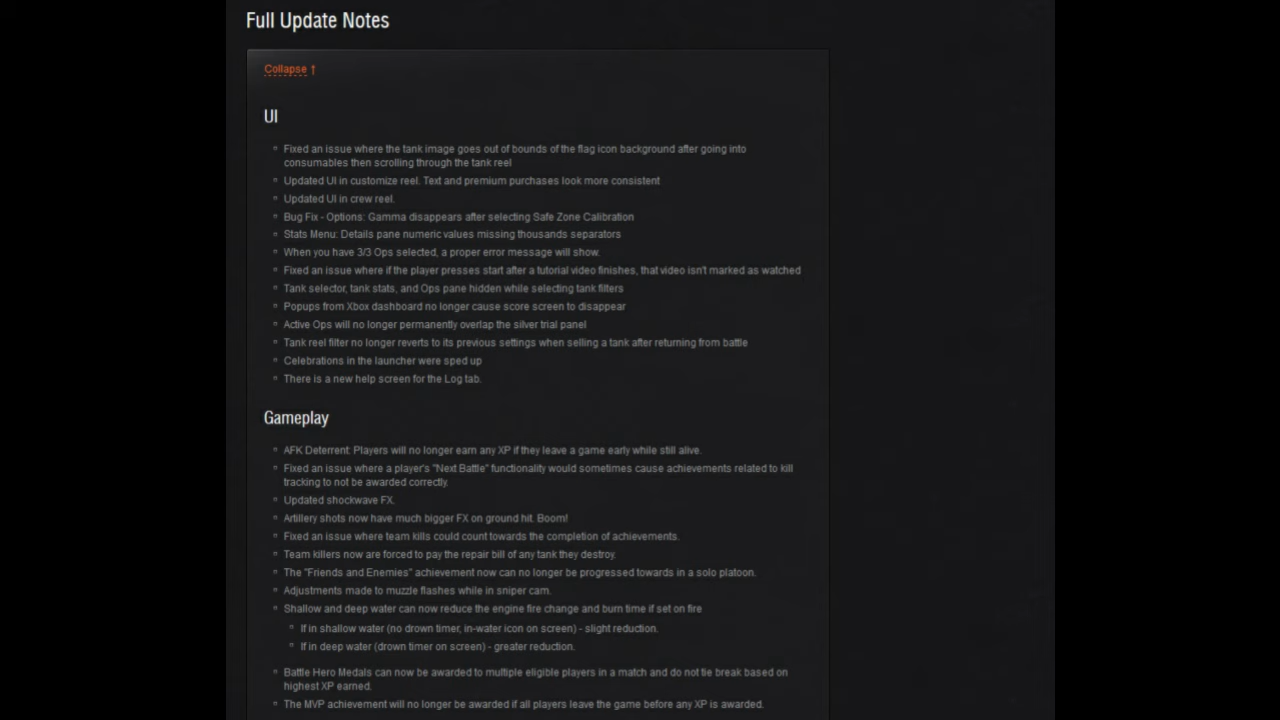 Full Update Notes
Collapse ↑
UI
Fixed an issue where the tank image goes out of bounds of the flag icon background after going into
consumables then scrolling through the tank reel
Updated UI in customize reel. Text and premium purchases look more consistent
Updated UI in crew reel.
Bug Fix - Options: Gamma disappears after selecting Safe Zone Calibration
Stats Menu: Details pane numeric values missing thousands separators
When you have 3/3 Ops selected, a proper error message will show.
Fixed an issue where if the player presses start after a tutorial video finishes, that video isn't marked as watched
Tank selector, tank stats, and Ops pane hidden while selecting tank filters
Popups from Xbox dashboard no longer cause score screen to disappear
Active Ops will no longer permanently overlap the silver trial panel
Tank reel filter no longer reverts to its previous settings when selling a tank after returning from battle
Celebrations in the launcher were sped up
There is a new help screen for the Log tab.
Gameplay
AFK Deterrent: Players will no longer earn any XP if they leave a game early while still alive.
Fixed an issue where a player's "Next Battle" functionality would sometimes cause achievements related to kill
tracking to not be awarded correctly.
Updated shockwave FX.
Artillery shots now have much bigger FX on ground hit. Boom!
Fixed an issue where team kills could count towards the completion of achievements.
Team killers now are forced to pay the repair bill of any tank they destroy.
The "Friends and Enemies" achievement now can no longer be progressed towards in a solo platoon.
Adjustments made to muzzle flashes while in sniper cam.
Shallow and deep water can now reduce the engine fire change and burn time if set on fire
If in shallow water (no drown timer, in-water icon on screen) - slight reduction.
If in deep water (drown timer on screen) - greater reduction.
Battle Hero Medals can now be awarded to multiple eligible players in a match and do not tie break based on
highest XP earned.
The MVP achievement will no longer be awarded if all players leave the game before any XP is awarded.